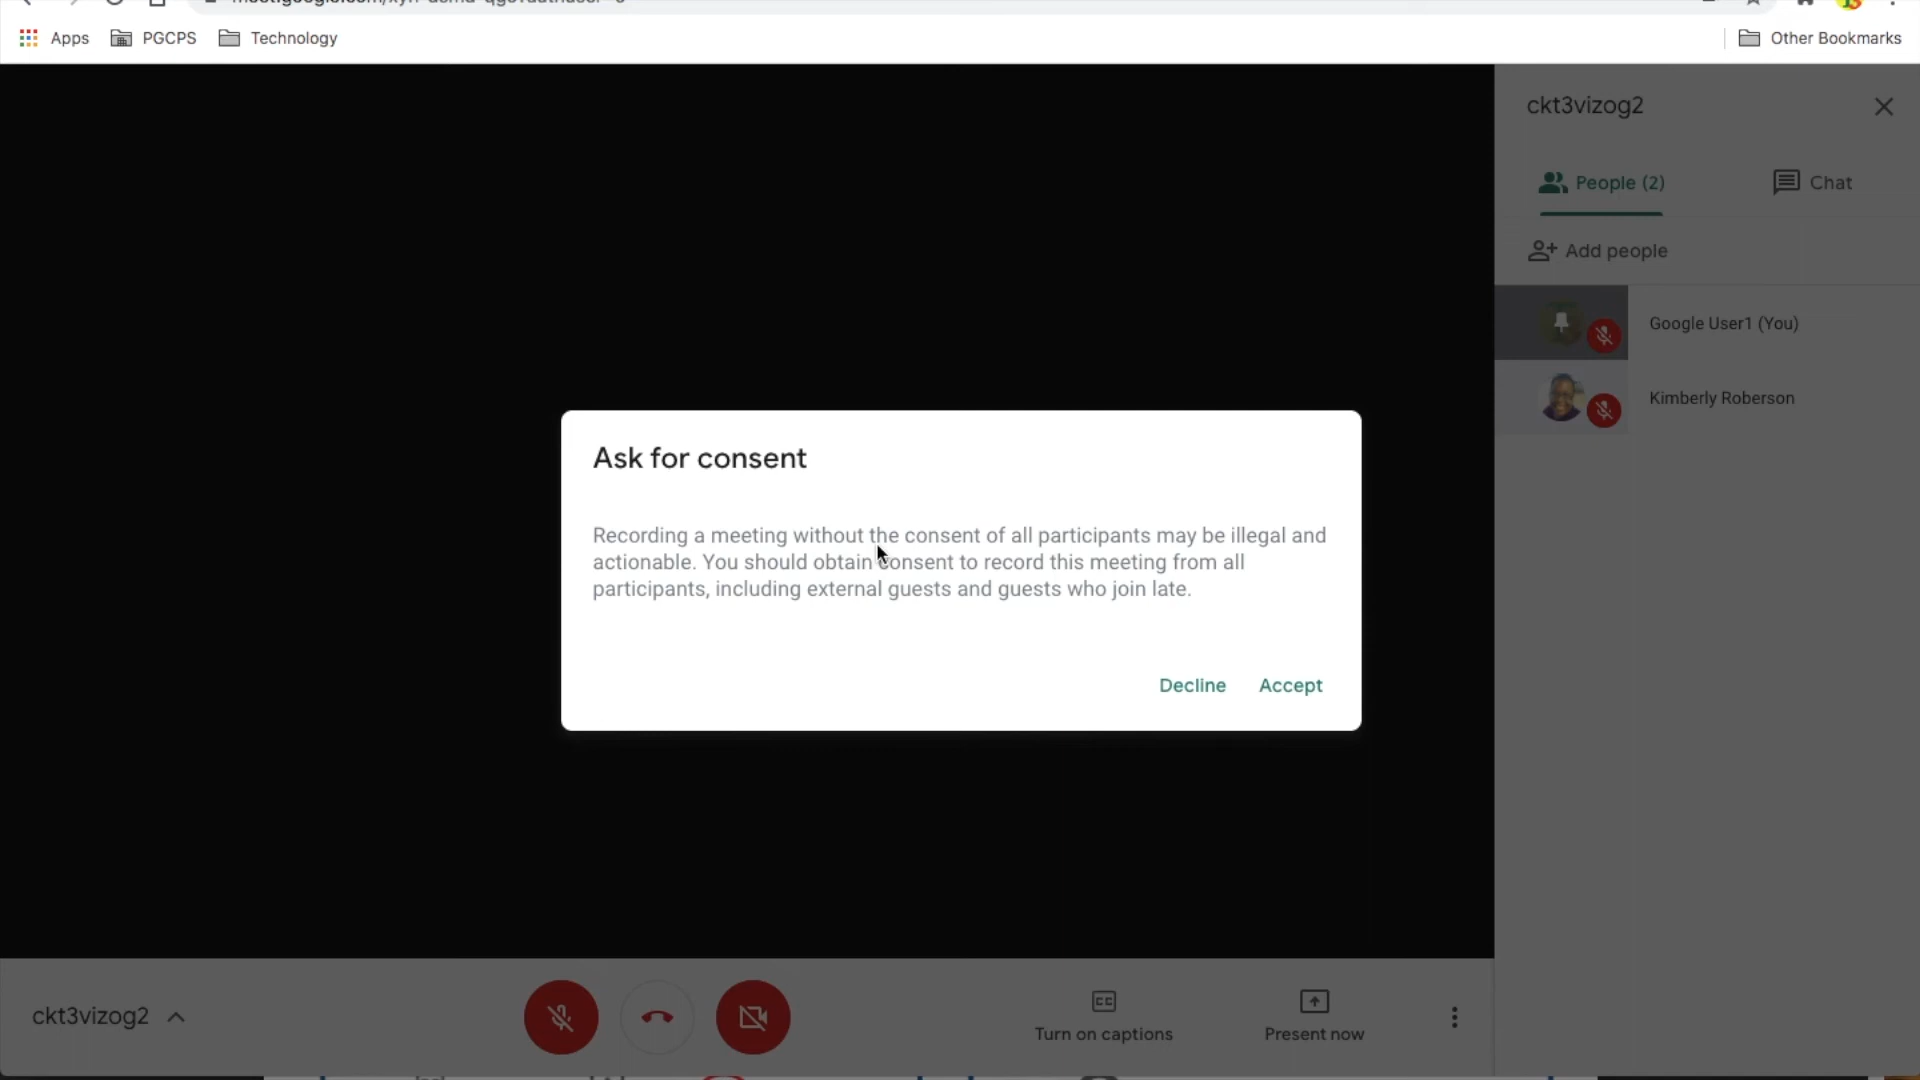 Apps
PGCPS
Technology
Other Bookmarks
ckt3vizog2
People (2)
Chat
Add people
Google User1 (You)
Kimberly Roberson
Ask for consent
Recording a meeting without the consent of all participants may be illegal and
actionable. You should obtain consent to record this meeting from all
participants, including external guests and guests who join late.
Decline
Accept
ckt3vizog2
CC
Turn on captions
Present now